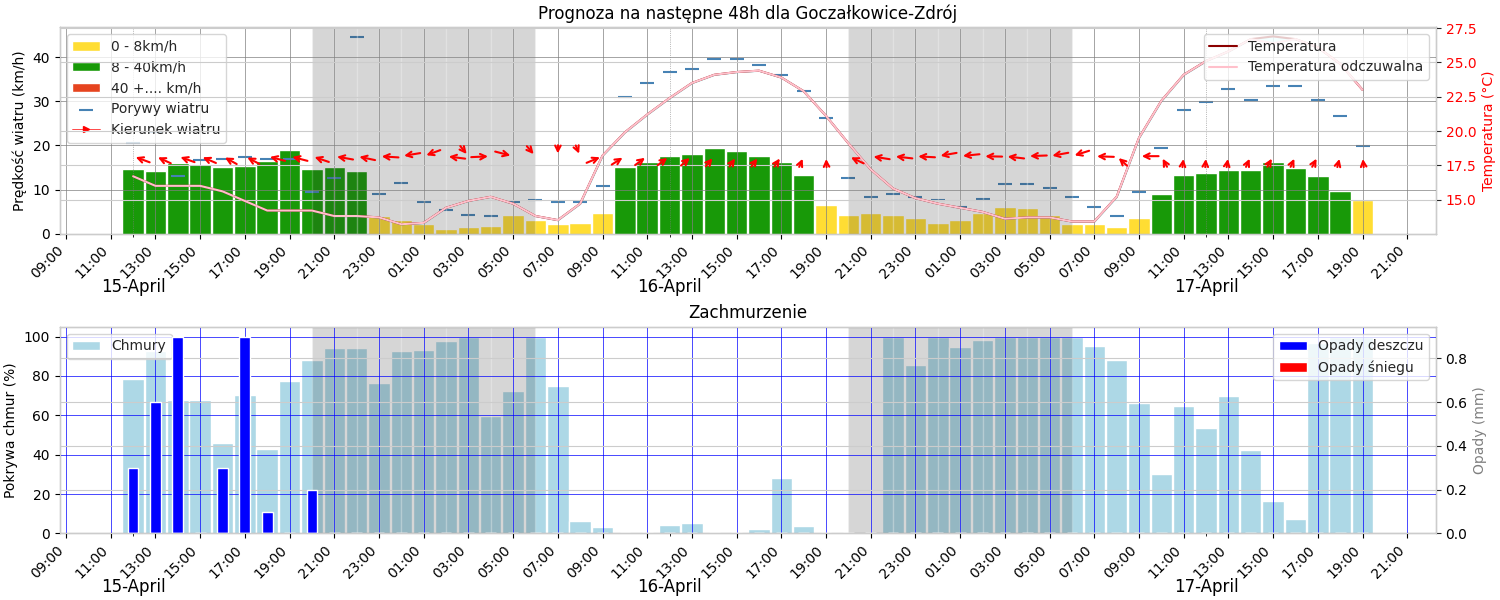 Prognoza na następne 48h dla Goczałkowice-Zdrój
Prędkość wiatru (km/h)
40
30
20
10
0
0 - 8km/h
8 - 40km/h
40 +.... km/h
Porywy wiatru
Kierunek wiatru
Temperatura
Temperatura odczuwalna
27.5
25.0
22.5
20.0
17.5
15.0
Temperatura (°C)
09:00 11:00 13:00 15:00 17:00 19:00 21:00 23:00 01:00 03:00 05:00 07:00 09:00 11:00 13:00 15:00 17:00 19:00 21:00 23:00 01:00 03:00 05:00 07:00 09:00 11:00 13:00 15:00 17:00 19:00 21:00
15-April 16-April 17-April
Zachmurzenie
Pokrywa chmur (%)
100
80
60
40
20
0
Chmury
Opady deszczu
Opady śniegu
0.8
0.6
0.4
0.2
0.0
Opady (mm)
09:00 11:00 13:00 15:00 17:00 19:00 21:00 23:00 01:00 03:00 05:00 07:00 09:00 11:00 13:00 15:00 17:00 19:00 21:00 23:00 01:00 03:00 05:00 07:00 09:00 11:00 13:00 15:00 17:00 19:00 21:00
15-April 16-April 17-April